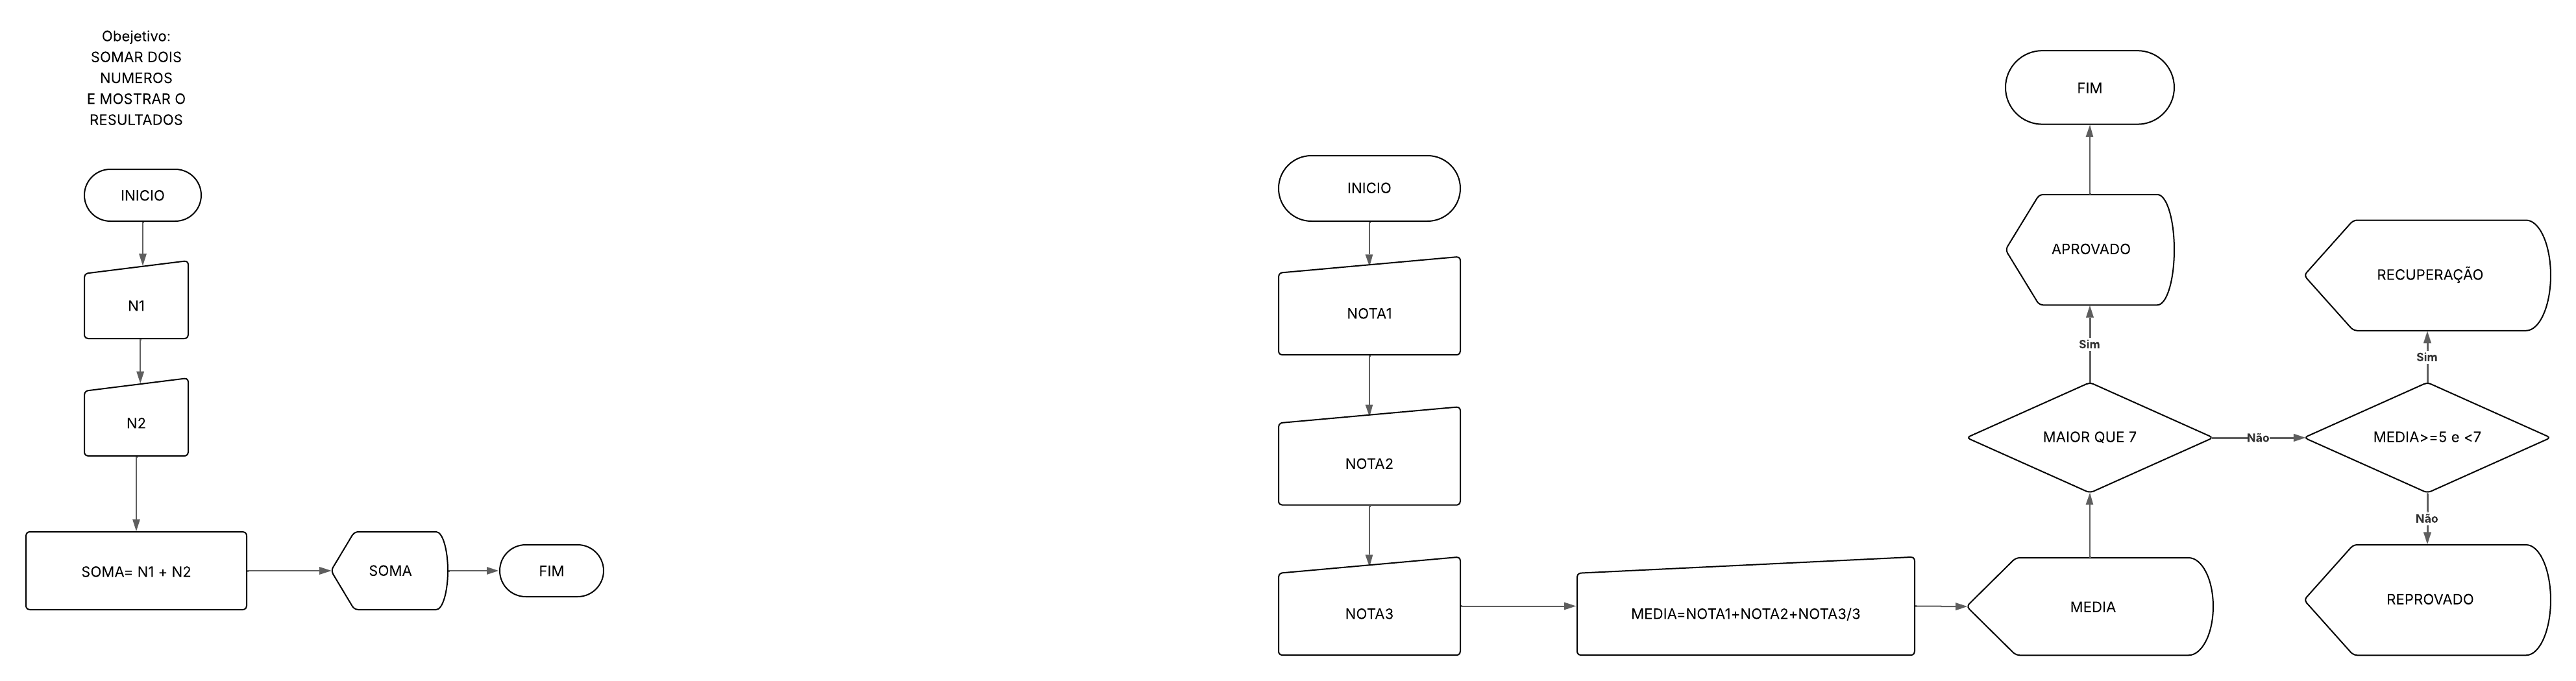 Obejetivo:
SOMAR DOIS
NUMEROS
E MOSTRAR O
RESULTADOS
INICIO
N1
N2
SOMA= N1 + N2
SOMA
FIM
INICIO
NOTA1
NOTA2
NOTA3
MEDIA=NOTA1+NOTA2+NOTA3/3
MEDIA
MAIOR QUE 7
Sim
APROVADO
FIM
Não
MEDIA>=5 e <7
Sim
RECUPERAÇÃO
Não
REPROVADO